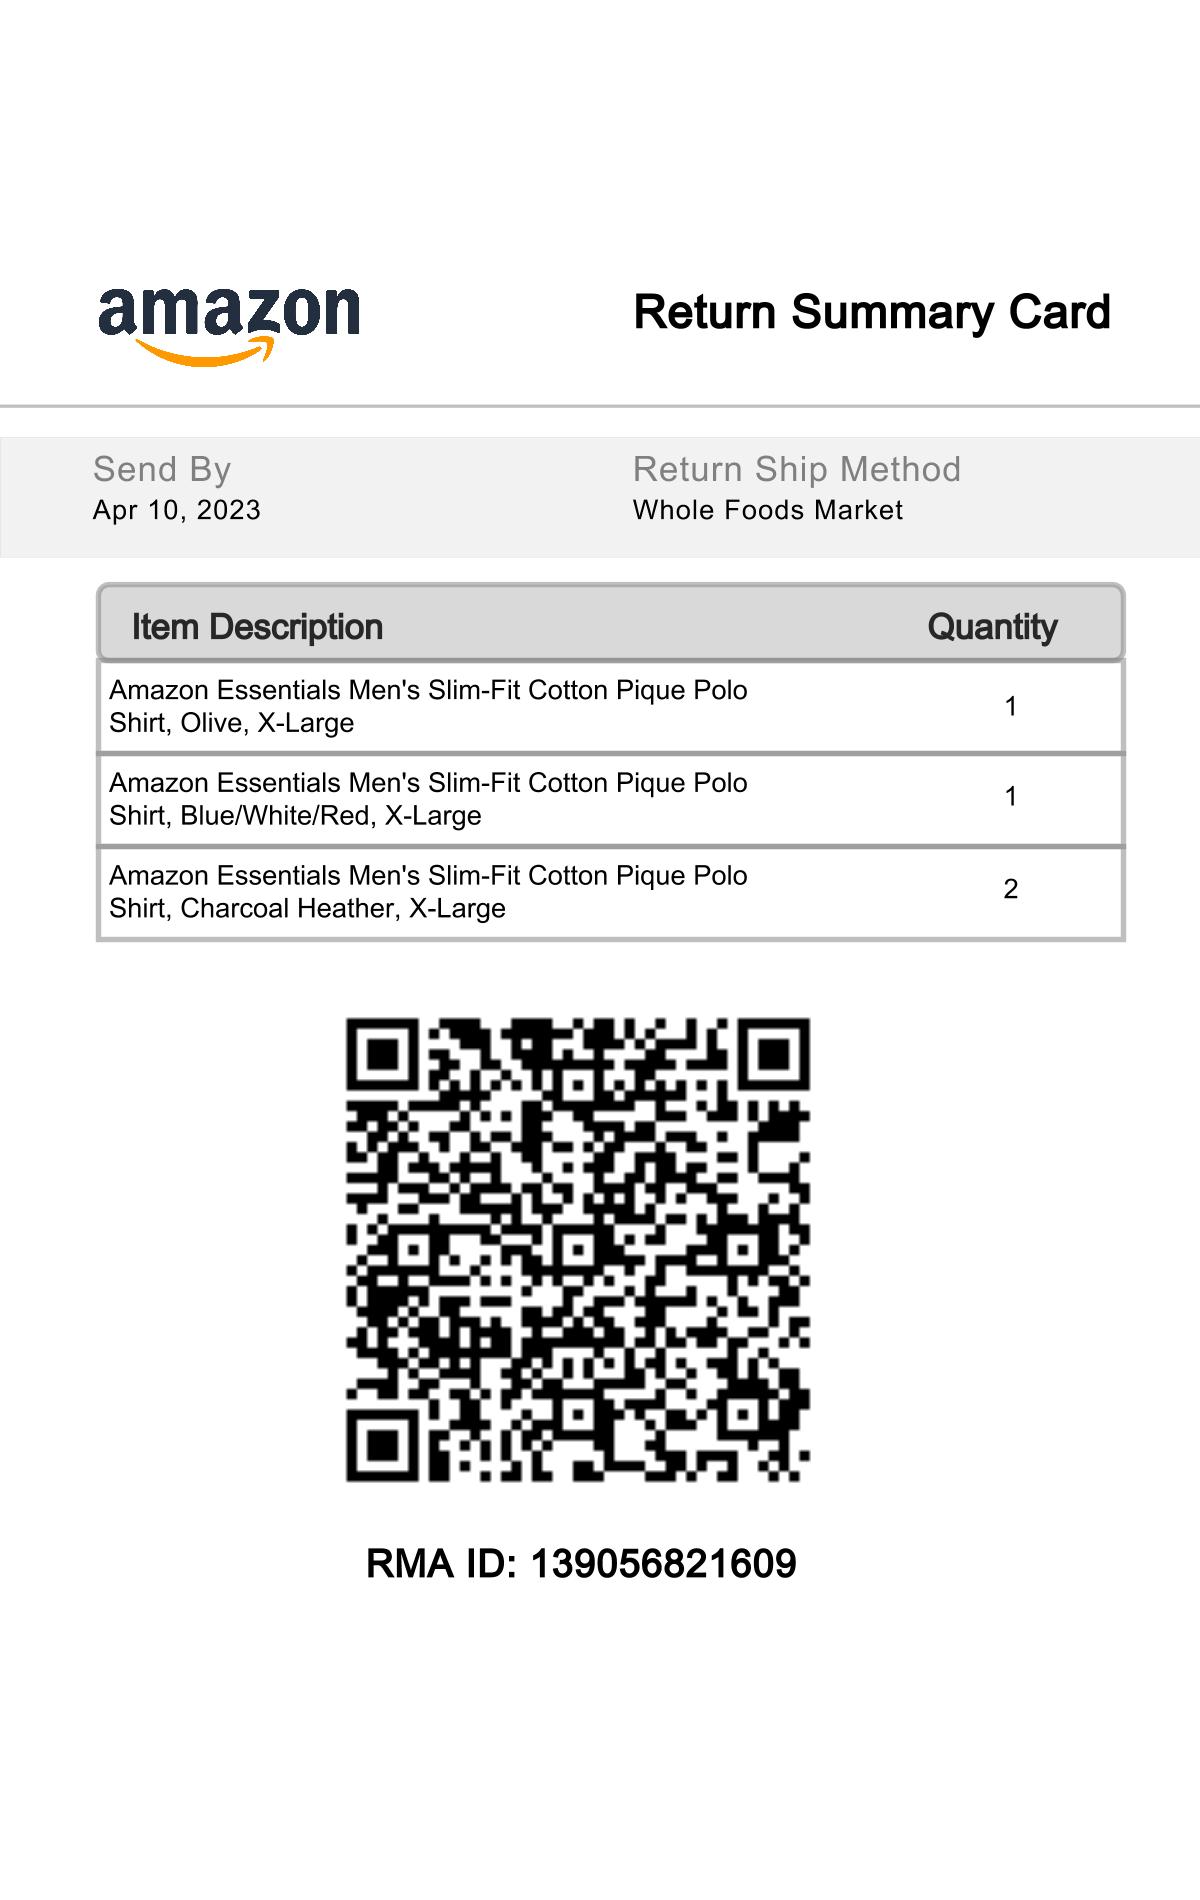 amazon
Return Summary Card
Send By
Return Ship Method
Apr 10, 2023
Whole Foods Market
Item Description
Quantity
Amazon Essentials Men's Slim-Fit Cotton Pique Polo
Shirt, Olive, X-Large
1
Amazon Essentials Men's Slim-Fit Cotton Pique Polo
Shirt, Blue/White/Red, X-Large
1
Amazon Essentials Men's Slim-Fit Cotton Pique Polo
Shirt, Charcoal Heather, X-Large
2
RMA ID: 139056821609